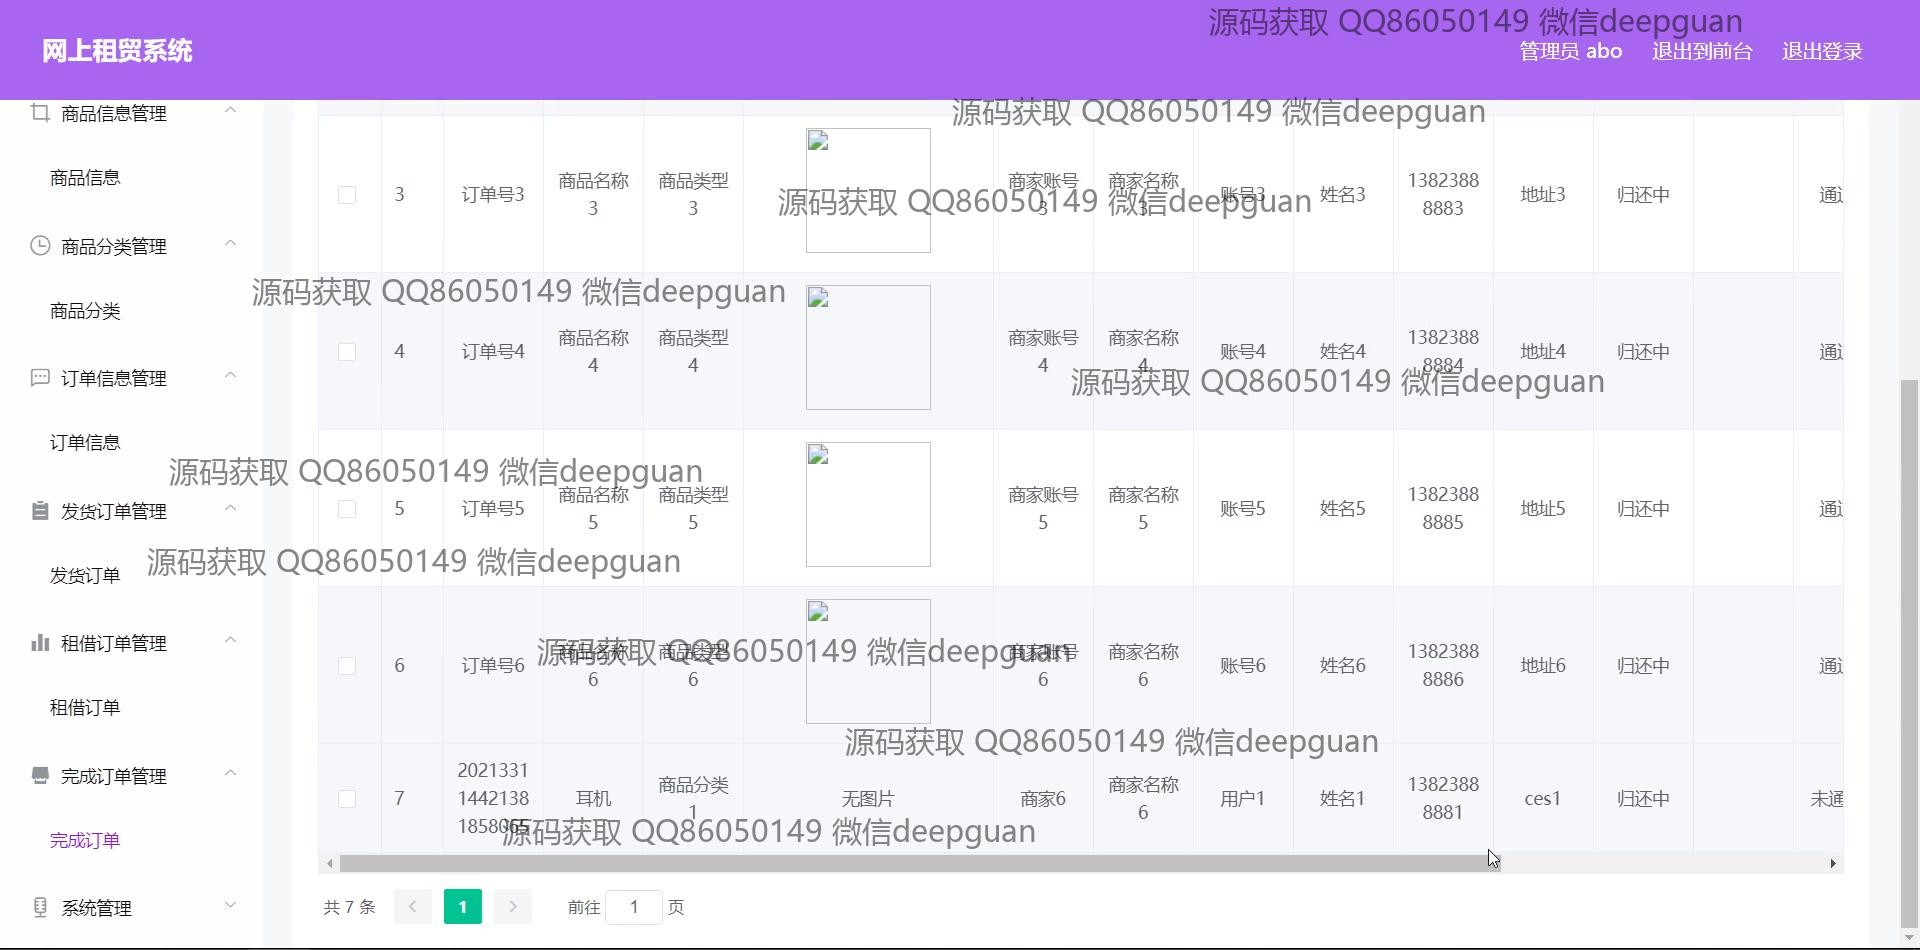 源码获取 QQ86050149 微信deepguan
网上租贸系统
管理员 abo 退出到前台 退出登录
源码获取 QQ86050149 微信deepguan
商品信息管理
商品信息
商品分类管理
商品分类
订单信息管理
订单信息
发货订单管理
发货订单
租借订单管理
租借订单
完成订单管理
完成订单
系统管理
3 订单号3 商品名称 商品类型 商家账号 商家名称 账号3 姓名3 1382388 地址3 归还中
3 3 3 3 8883
源码获取 QQ86050149 微信deepguan
源码获取 QQ86050149 微信deepguan
4 订单号4 商品名称 商品类型 商家账号 商家名称 账号4 姓名4 1382388 地址4 归还中
4 4 4 4 8884
源码获取 QQ86050149 微信deepguan
源码获取 QQ86050149 微信deepguan
5 订单号5 商品名称 商品类型 商家账号 商家名称 账号5 姓名5 1382388 地址5 归还中
5 5 5 5 8885
源码获取 QQ86050149 微信deepguan
6 订单号6 商品名称 商品类型 商家账号 商家名称 账号6 姓名6 1382388 地址6 归还中
6 6 6 6 8886
源码获取 QQ86050149 微信deepguan
源码获取 QQ86050149 微信deepguan
7 2021331 耳机 商品分类 无图片 商家6 商家名称 用户1 姓名1 1382388 ces1 归还中
1442138 1 6 8881
1858065
源码获取 QQ86050149 微信deepguan
共 7 条 1 前往 1 页